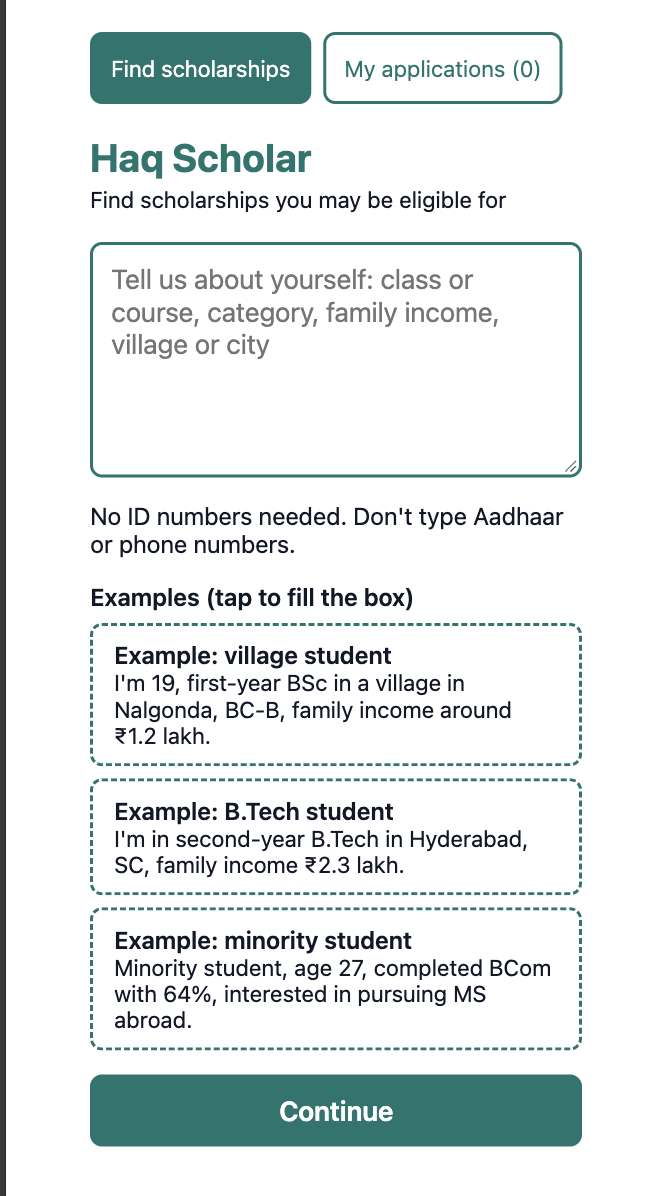 Find scholarships
My applications (0)
Haq Scholar
Find scholarships you may be eligible for
Tell us about yourself: class or
course, category, family income,
village or city
No ID numbers needed. Don't type Aadhaar
or phone numbers.
Examples (tap to fill the box)
Example: village student
I'm 19, first-year BSc in a village in
Nalgonda, BC-B, family income around
₹1.2 lakh.
Example: B.Tech student
I'm in second-year B.Tech in Hyderabad,
SC, family income ₹2.3 lakh.
Example: minority student
Minority student, age 27, completed BCom
with 64%, interested in pursuing MS
abroad.
Continue